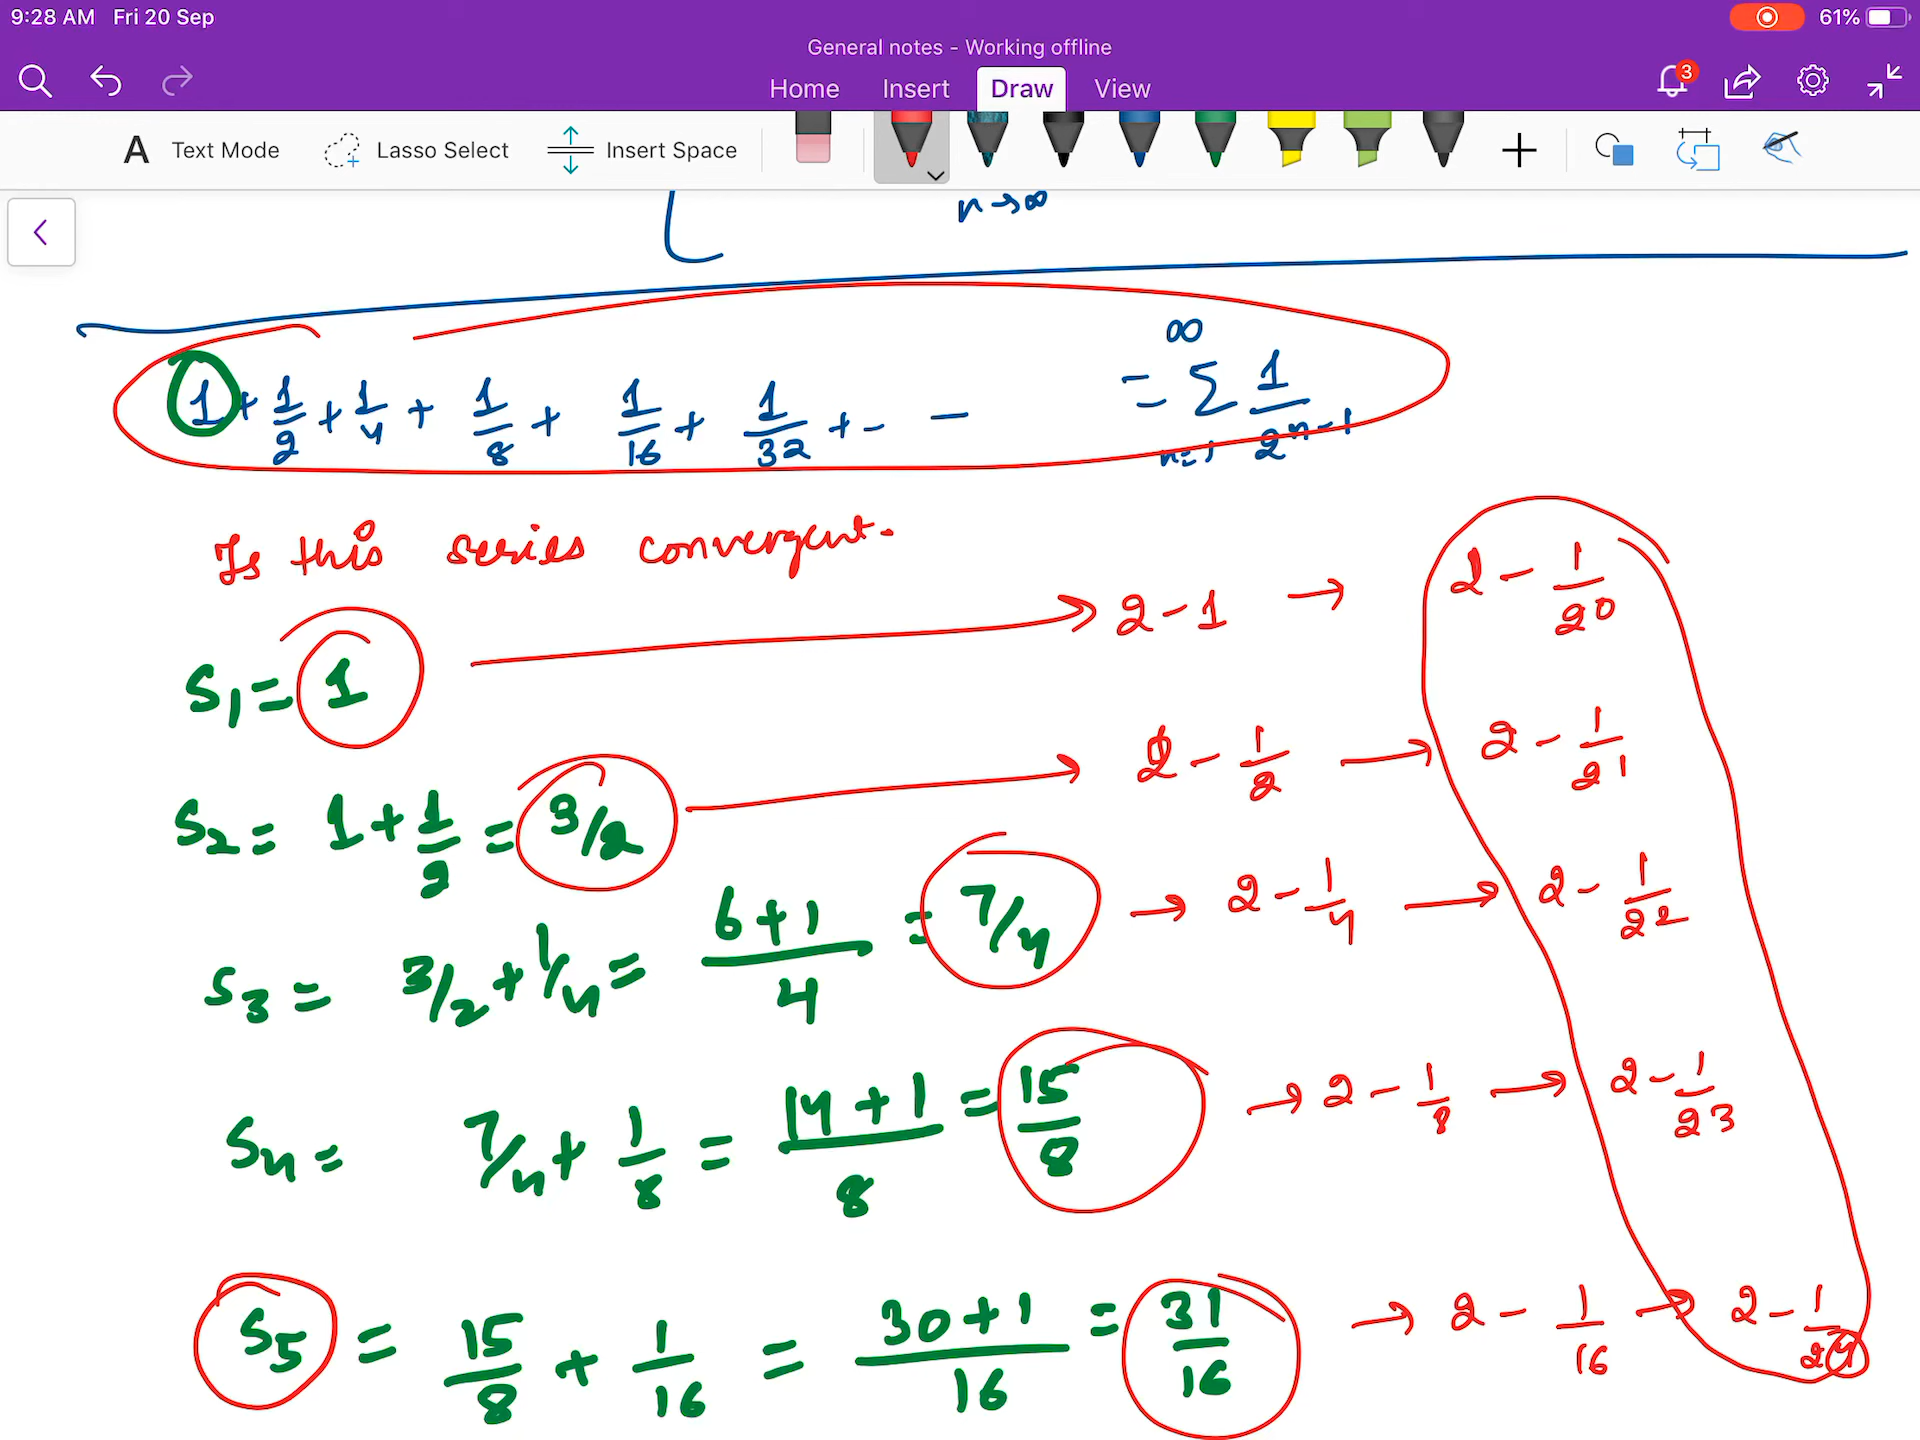 9:28 AM Fri 20 Sep 61%
General notes - Working offline
Home Insert Draw View 3
A Text Mode Lasso Select Insert Space
n→∞
1 + 1/2 + 1/4 + 1/8 + 1/16 + 1/32 + - - = ∞ Σ n=1 1/2^n-1
Is this series convergent.
S1 = 1 → 2 - 1 → 2 - 1/2^0
S2 = 1 + 1/2 = 3/2 → 2 - 1/2 → 2 - 1/2^1
S3 = 3/2 + 1/4 = 6+1/4 = 7/4 → 2 - 1/4 → 2 - 1/2^2
S4 = 7/4 + 1/8 = 14+1/8 = 15/8 → 2 - 1/8 → 2 - 1/2^3
S5 = 15/8 + 1/16 = 30+1/16 = 31/16 → 2 - 1/16 → 2 - 1/2^4